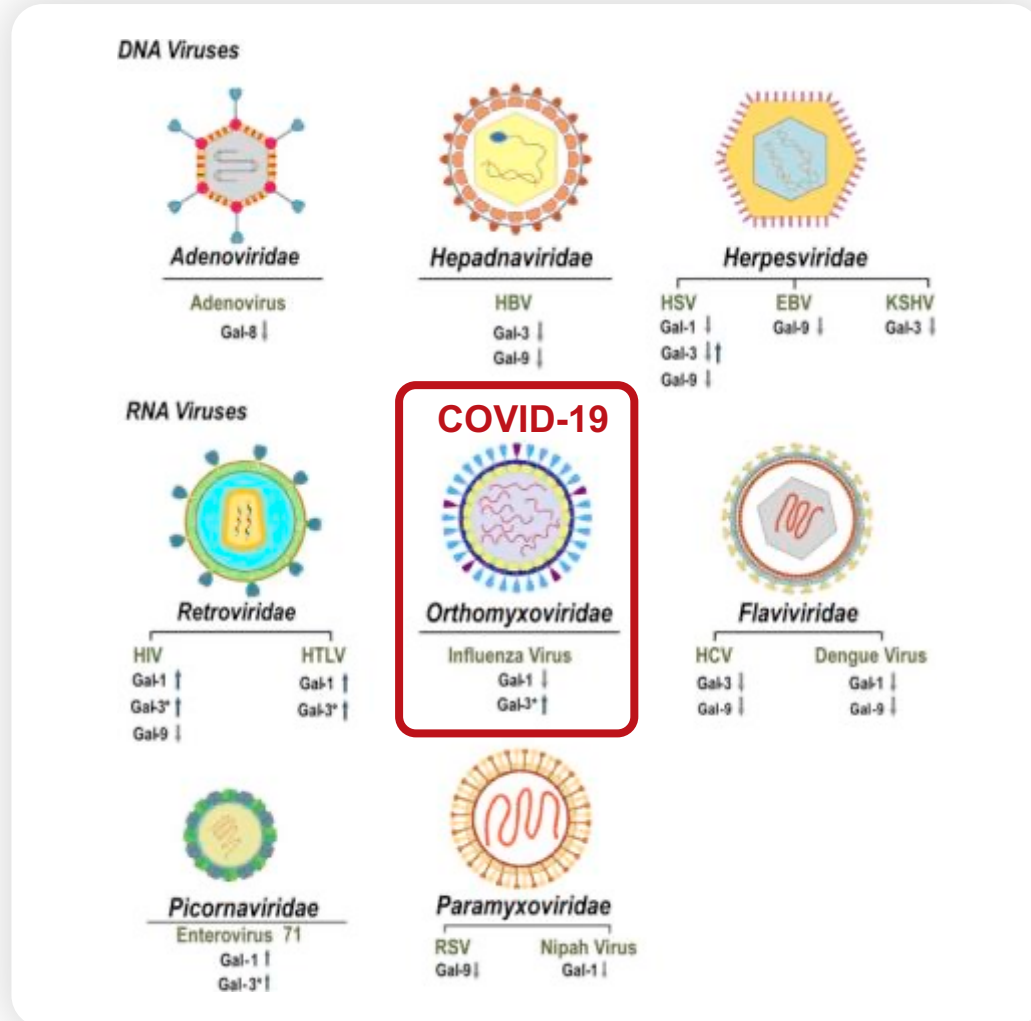 DNA Viruses
Adenoviridae
Adenovirus
Gal-8 ↓
Hepadnaviridae
HBV
Gal-3 ↓
Gal-9 ↓
Herpesviridae
HSV
Gal-1 ↓
Gal-3 ↓↑
Gal-9 ↓
EBV
Gal-9 ↓
KSHV
Gal-3 ↓
RNA Viruses
COVID-19
Retroviridae
HIV
Gal-1 ↑
Gal-3* ↑
Gal-9 ↓
HTLV
Gal-1 ↑
Gal-3* ↑
Orthomyxoviridae
Influenza Virus
Gal-1 ↓
Gal-3* ↑
Flaviviridae
HCV
Gal-3 ↓
Gal-9 ↓
Dengue Virus
Gal-1 ↓
Gal-9 ↓
Picornaviridae
Enterovirus 71
Gal-1 ↑
Gal-3* ↑
Paramyxoviridae
RSV
Gal-9 ↓
Nipah Virus
Gal-1 ↓